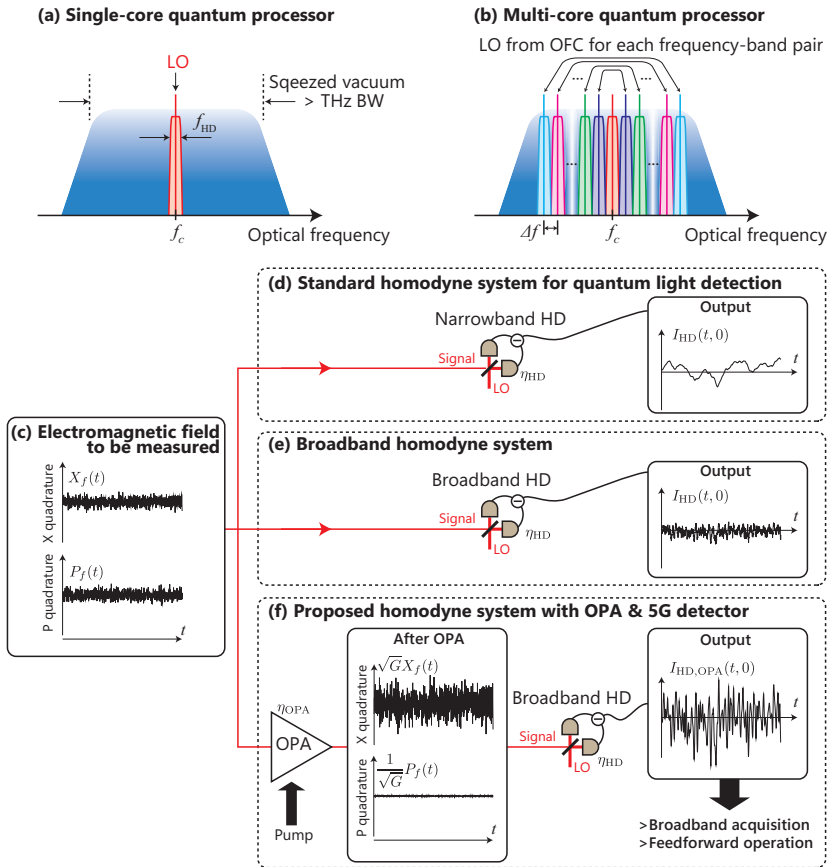 (a) Single-core quantum processor
LO
Sqeezed vacuum
> THz BW
f_HD
f_c
Optical frequency
(b) Multi-core quantum processor
LO from OFC for each frequency-band pair
... ...
Δf
f_c
Optical frequency
(c) Electromagnetic field
to be measured
X quadrature
X_f(t)
P quadrature
P_f(t)
t
(d) Standard homodyne system for quantum light detection
Narrowband HD
Signal
LO
η_HD
Output
I_HD(t, 0)
t
(e) Broadband homodyne system
Broadband HD
Signal
LO
η_HD
Output
I_HD(t, 0)
t
(f) Proposed homodyne system with OPA & 5G detector
η_OPA
OPA
Pump
After OPA
X quadrature
√G X_f(t)
P quadrature
1/√G P_f(t)
t
Broadband HD
Signal
LO
η_HD
Output
I_HD,OPA(t, 0)
t
>Broadband acquisition
>Feedforward operation